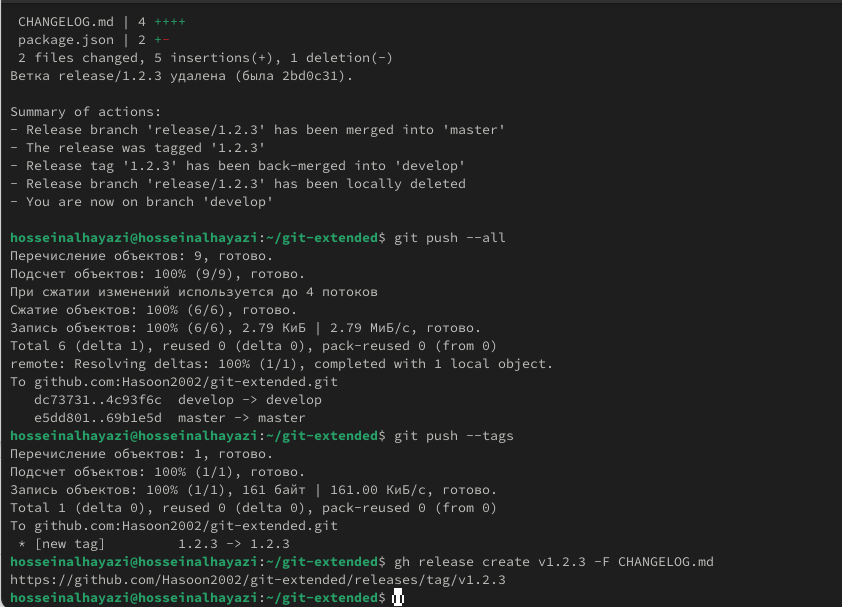 CHANGELOG.md | 4 ++++
package.json | 2 +-
2 files changed, 5 insertions(+), 1 deletion(-)
Ветка release/1.2.3 удалена (была 2bd0c31).
Summary of actions:
- Release branch 'release/1.2.3' has been merged into 'master'
- The release was tagged '1.2.3'
- Release tag '1.2.3' has been back-merged into 'develop'
- Release branch 'release/1.2.3' has been locally deleted
- You are now on branch 'develop'
hosseinalhayazi@hosseinalhayazi:~/git-extended$ git push --all
Перечисление объектов: 9, готово.
Подсчет объектов: 100% (9/9), готово.
При сжатии изменений используется до 4 потоков
Сжатие объектов: 100% (6/6), готово.
Запись объектов: 100% (6/6), 2.79 КиБ | 2.79 МиБ/с, готово.
Total 6 (delta 1), reused 0 (delta 0), pack-reused 0 (from 0)
remote: Resolving deltas: 100% (1/1), completed with 1 local object.
To github.com:Hasoon2002/git-extended.git
dc73731..4c93f6c  develop -> develop
e5dd801..69b1e5d  master -> master
hosseinalhayazi@hosseinalhayazi:~/git-extended$ git push --tags
Перечисление объектов: 1, готово.
Подсчет объектов: 100% (1/1), готово.
Запись объектов: 100% (1/1), 161 байт | 161.00 КиБ/с, готово.
Total 1 (delta 0), reused 0 (delta 0), pack-reused 0 (from 0)
To github.com:Hasoon2002/git-extended.git
* [new tag]         1.2.3 -> 1.2.3
hosseinalhayazi@hosseinalhayazi:~/git-extended$ gh release create v1.2.3 -F CHANGELOG.md
https://github.com/Hasoon2002/git-extended/releases/tag/v1.2.3
hosseinalhayazi@hosseinalhayazi:~/git-extended$